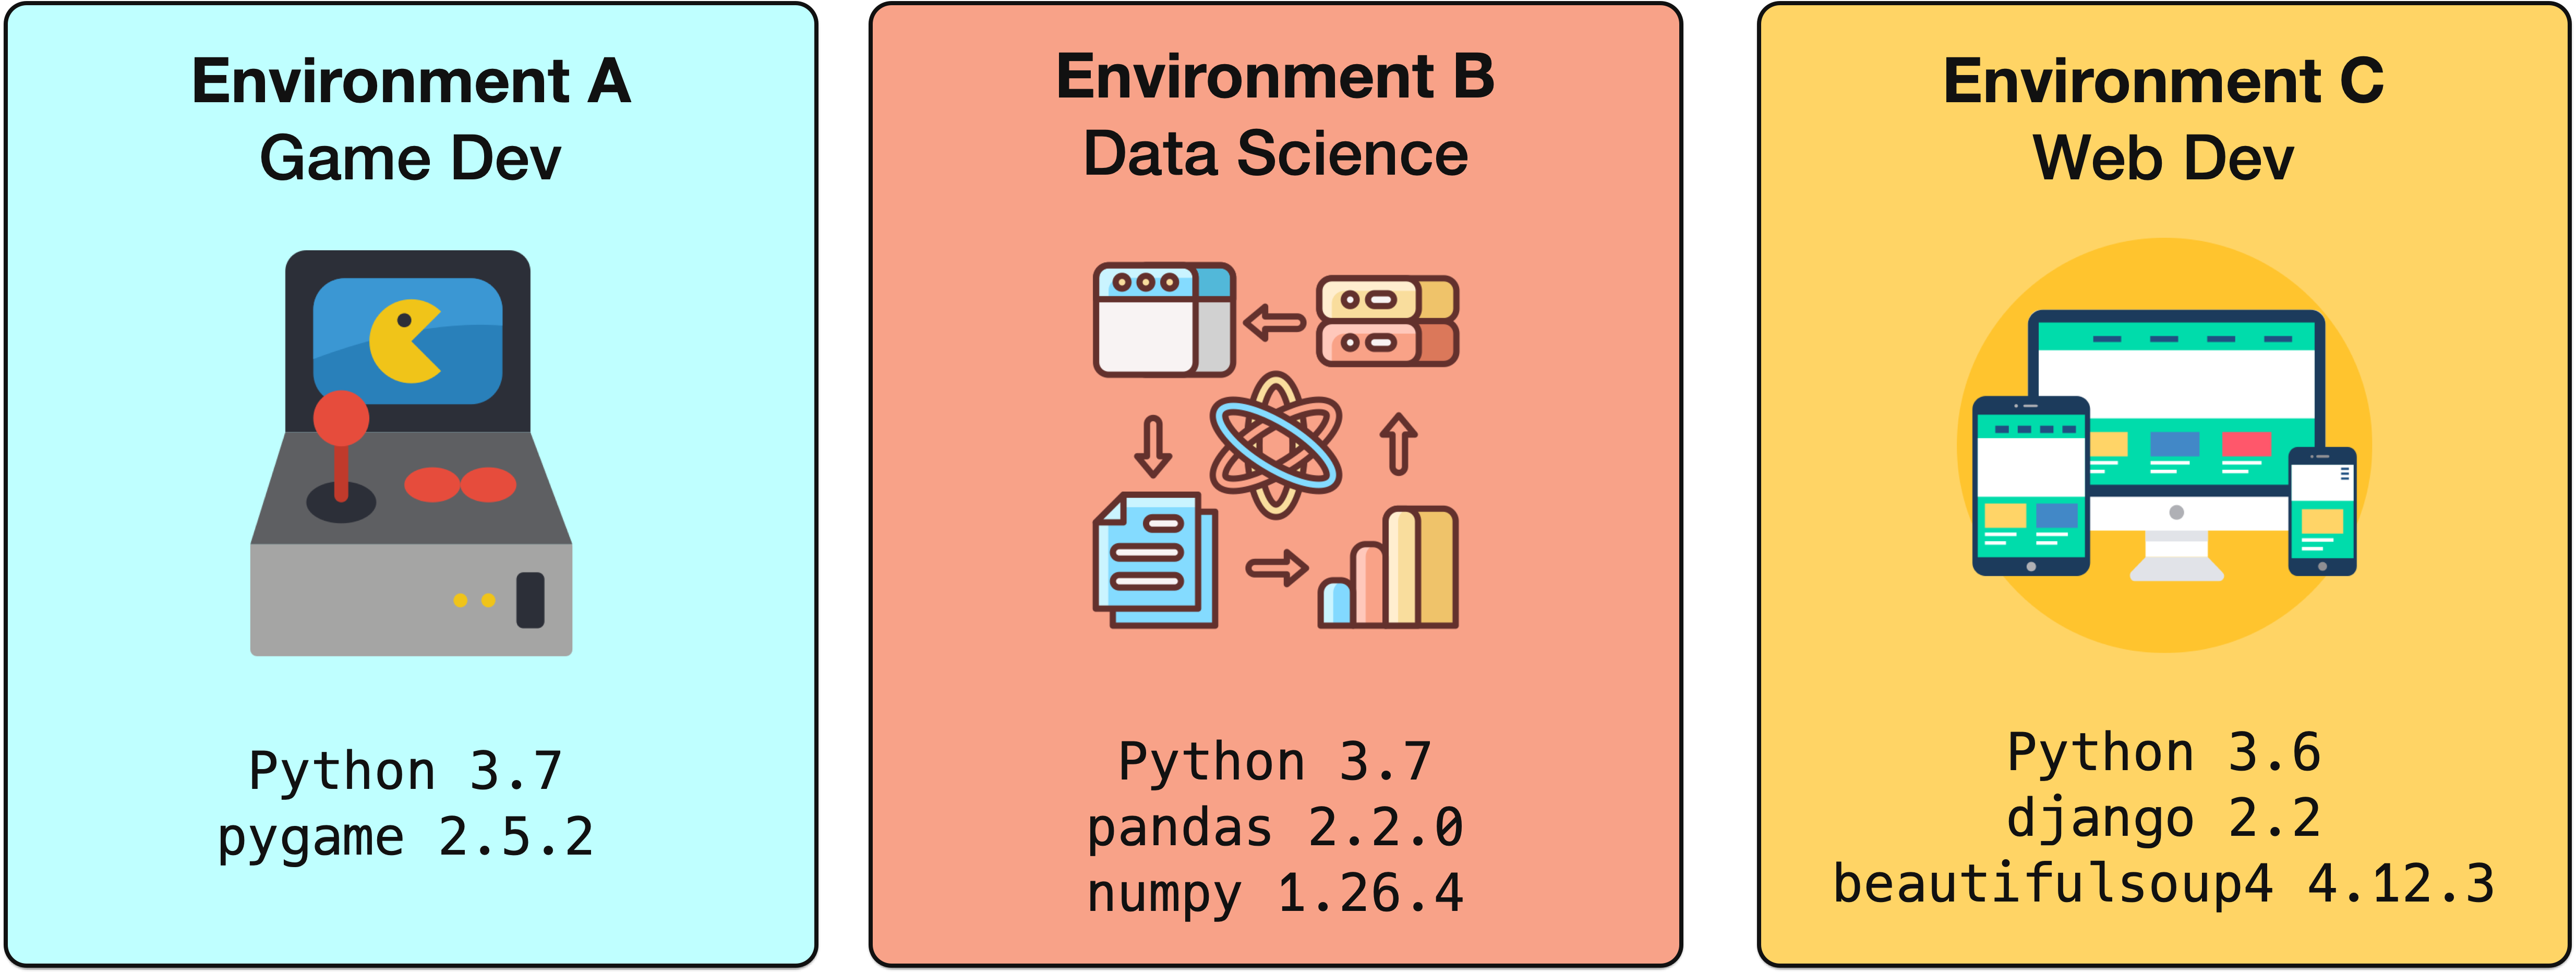 Environment A
Game Dev
Python 3.7
pygame 2.5.2
Environment B
Data Science
Python 3.7
pandas 2.2.0
numpy 1.26.4
Environment C
Web Dev
Python 3.6
django 2.2
beautifulsoup4 4.12.3